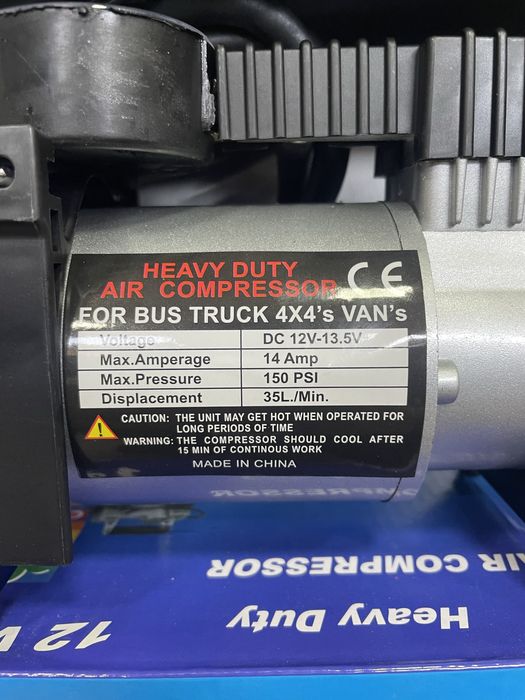 HEAVY DUTY
AIR COMPRESSOR CE
FOR BUS TRUCK 4X4's VAN's
Voltage DC 12V-13.5V
Max.Amperage 14 Amp
Max.Pressure 150 PSI
Displacement 35L./Min.
CAUTION: THE UNIT MAY GET HOT WHEN OPERATED FOR
LONG PERIODS OF TIME
WARNING: THE COMPRESSOR SHOULD COOL AFTER
15 MIN OF CONTINOUS WORK
MADE IN CHINA
COMPRESSOR
AIR COMPRESSOR
Heavy Duty
12